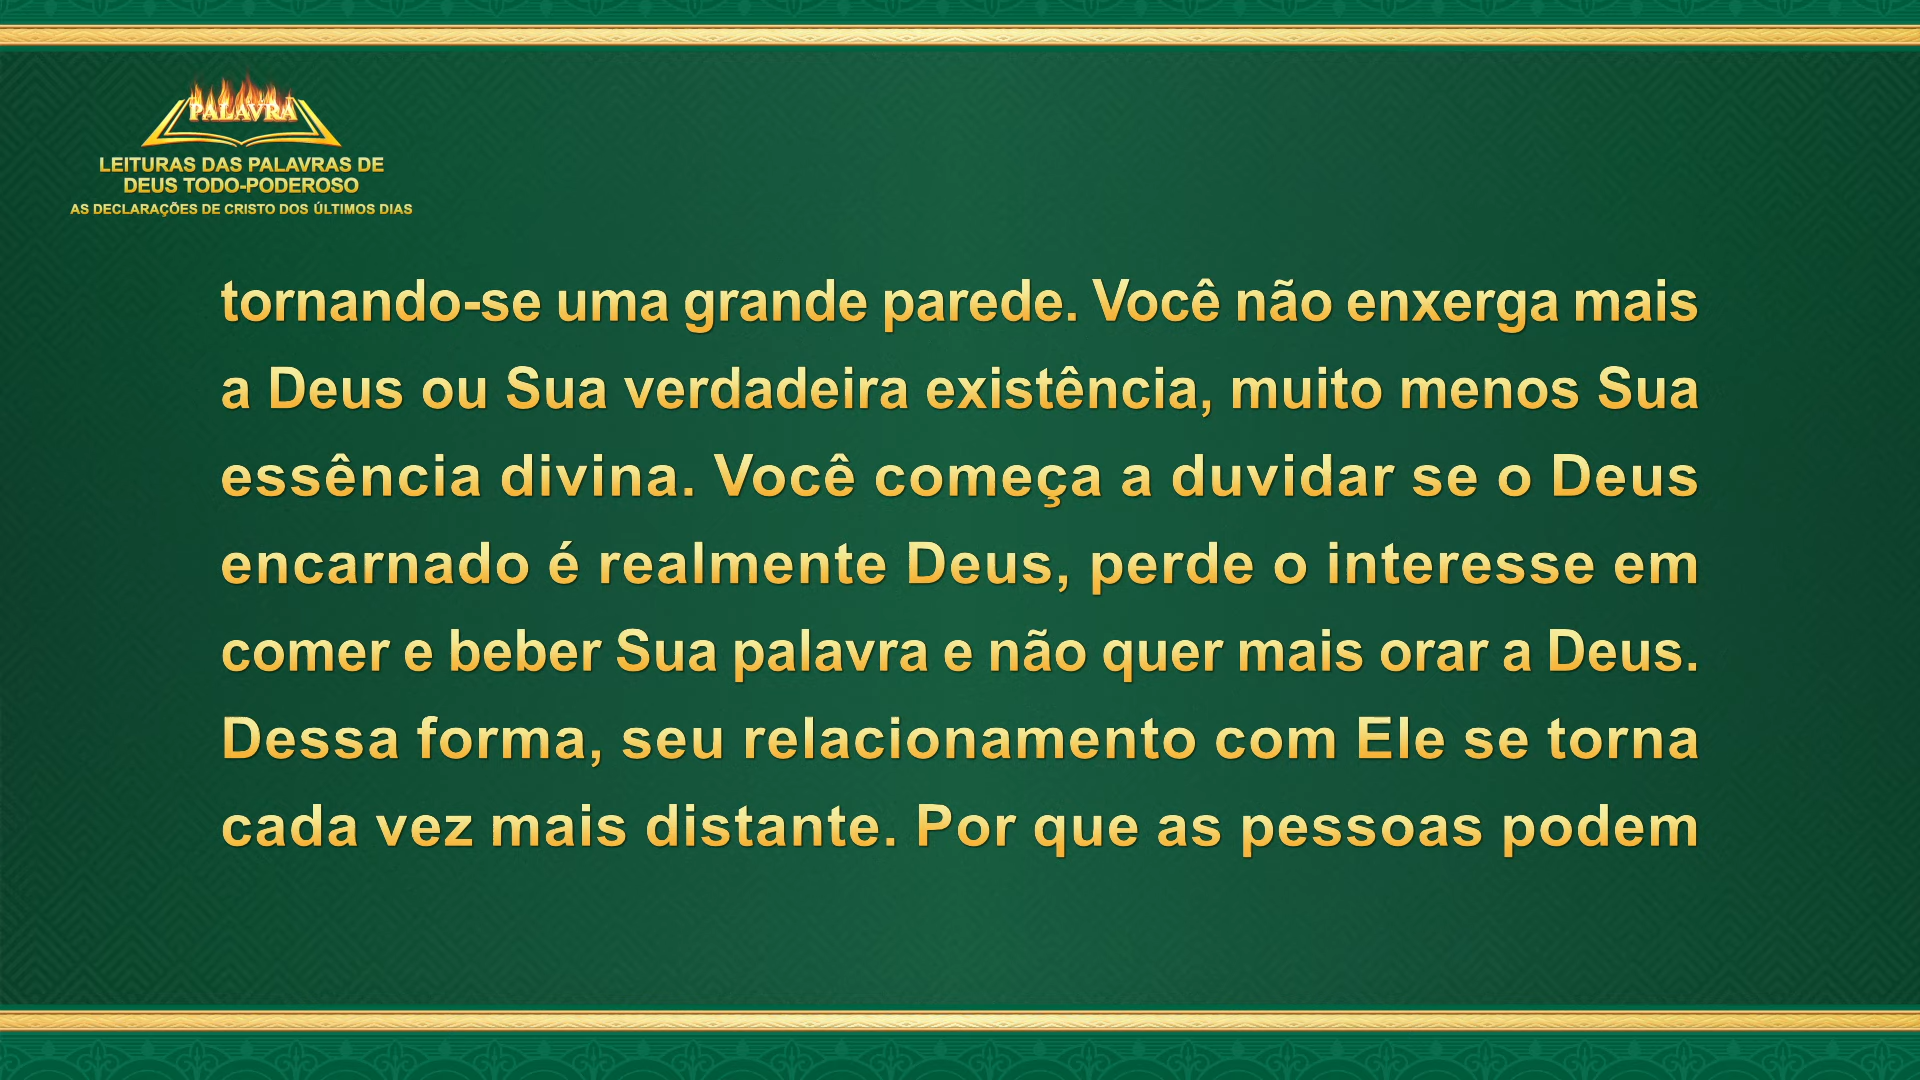 PALAVRA
LEITURAS DAS PALAVRAS DE
DEUS TODO-PODEROSO
AS DECLARAÇÕES DE CRISTO DOS ÚLTIMOS DIAS
tornando-se uma grande parede. Você não enxerga mais
a Deus ou Sua verdadeira existência, muito menos Sua
essência divina. Você começa a duvidar se o Deus
encarnado é realmente Deus, perde o interesse em
comer e beber Sua palavra e não quer mais orar a Deus.
Dessa forma, seu relacionamento com Ele se torna
cada vez mais distante. Por que as pessoas podem